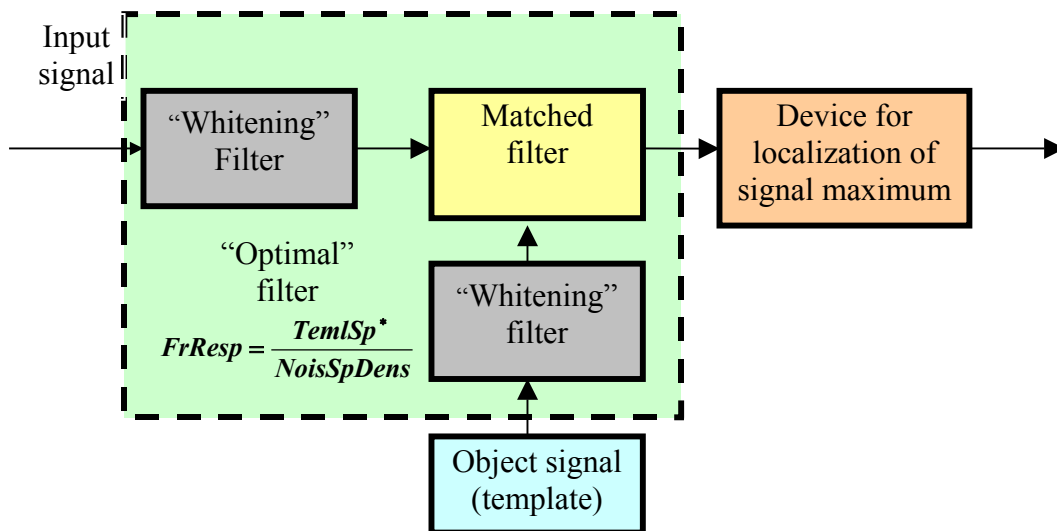 Input
signal
“Whitening”
Filter
Matched
filter
Device for
localization of
signal maximum
“Optimal”
filter
FrResp = TemlSp* / NoisSpDens
“Whitening”
filter
Object signal
(template)